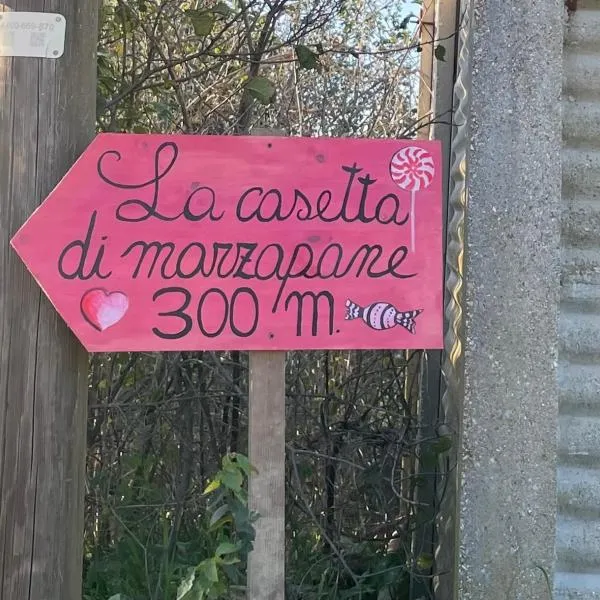 La casetta
di marzapane
300 m.